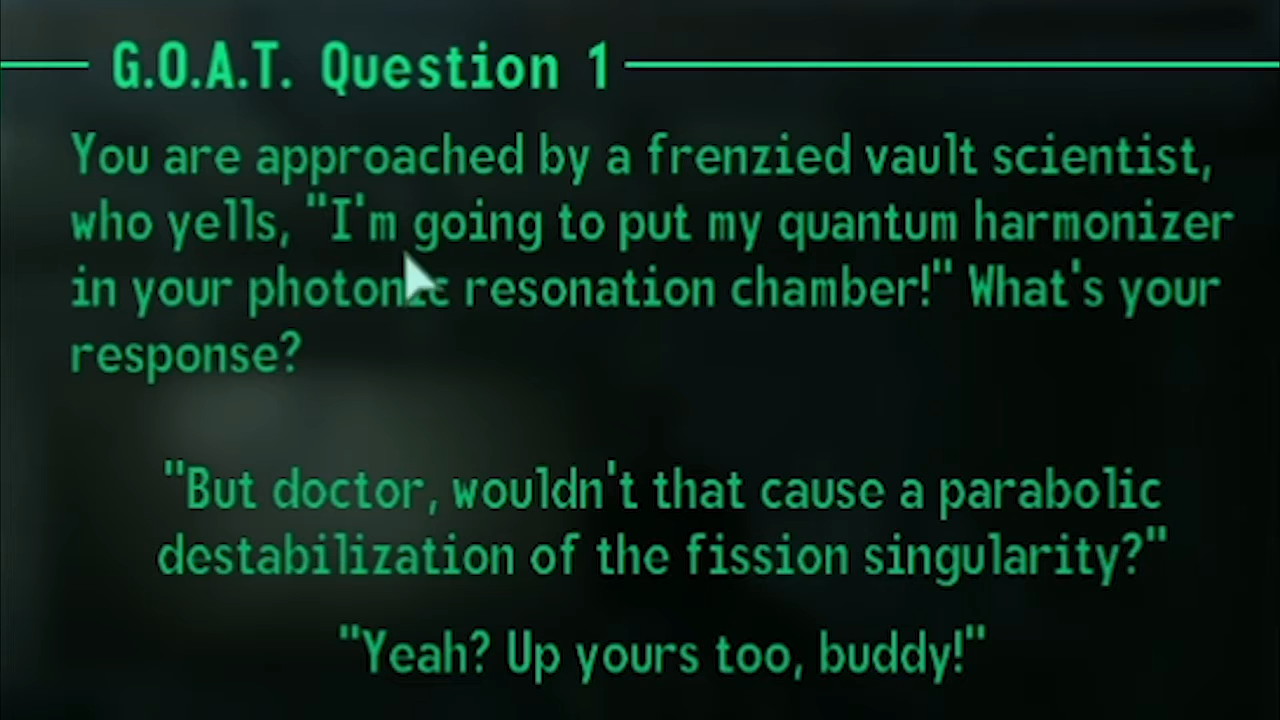 G.O.A.T. Question 1
You are approached by a frenzied vault scientist,
who yells, "I'm going to put my quantum harmonizer
in your photonic resonation chamber!" What's your
response?
"But doctor, wouldn't that cause a parabolic
destabilization of the fission singularity?"
"Yeah? Up yours too, buddy!"